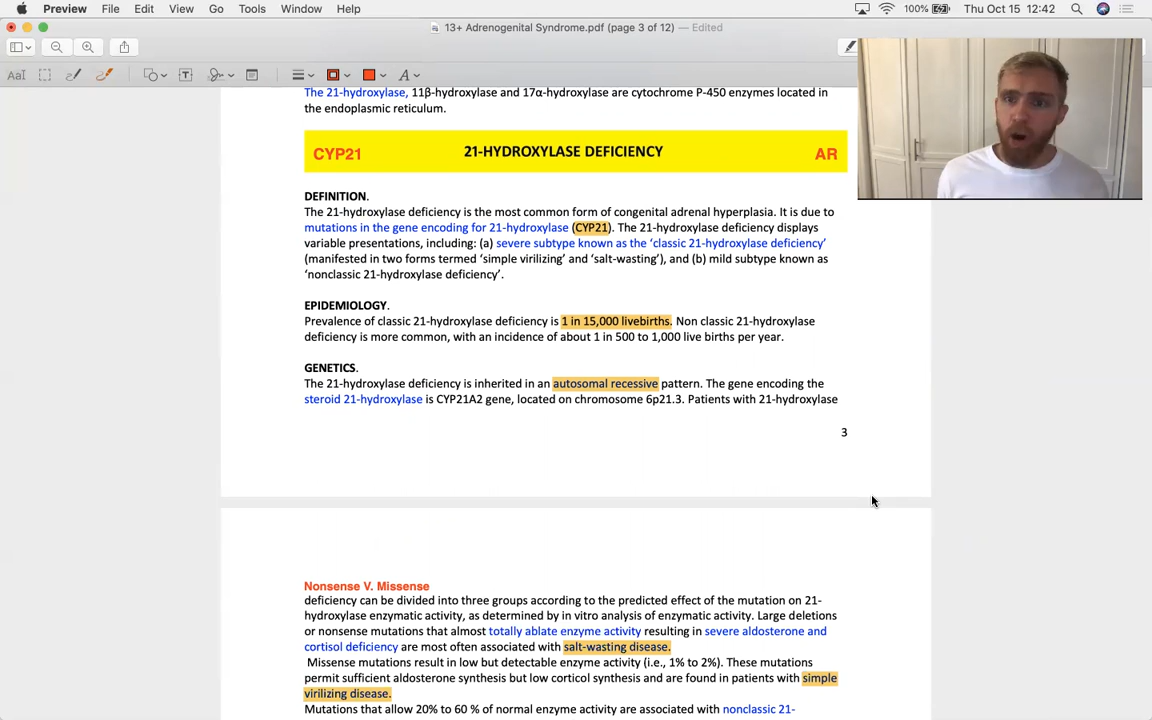 Preview File Edit View Go Tools Window Help 100% Thu Oct 15 12:42
13+ Adrenogenital Syndrome.pdf (page 3 of 12) — Edited
AaI T A
The 21-hydroxylase, 11β-hydroxylase and 17α-hydroxylase are cytochrome P-450 enzymes located in
the endoplasmic reticulum.
CYP21 21-HYDROXYLASE DEFICIENCY AR
DEFINITION.
The 21-hydroxylase deficiency is the most common form of congenital adrenal hyperplasia. It is due to
mutations in the gene encoding for 21-hydroxylase (CYP21). The 21-hydroxylase deficiency displays
variable presentations, including: (a) severe subtype known as the ‘classic 21-hydroxylase deficiency’
(manifested in two forms termed ‘simple virilizing’ and ‘salt-wasting’), and (b) mild subtype known as
‘nonclassic 21-hydroxylase deficiency’.
EPIDEMIOLOGY.
Prevalence of classic 21-hydroxylase deficiency is 1 in 15,000 livebirths. Non classic 21-hydroxylase
deficiency is more common, with an incidence of about 1 in 500 to 1,000 live births per year.
GENETICS.
The 21-hydroxylase deficiency is inherited in an autosomal recessive pattern. The gene encoding the
steroid 21-hydroxylase is CYP21A2 gene, located on chromosome 6p21.3. Patients with 21-hydroxylase
3
Nonsense V. Missense
deficiency can be divided into three groups according to the predicted effect of the mutation on 21-
hydroxylase enzymatic activity, as determined by in vitro analysis of enzymatic activity. Large deletions
or nonsense mutations that almost totally ablate enzyme activity resulting in severe aldosterone and
cortisol deficiency are most often associated with salt-wasting disease.
Missense mutations result in low but detectable enzyme activity (i.e., 1% to 2%). These mutations
permit sufficient aldosterone synthesis but low cortisol synthesis and are found in patients with simple
virilizing disease.
Mutations that allow 20% to 60 % of normal enzyme activity are associated with nonclassic 21-